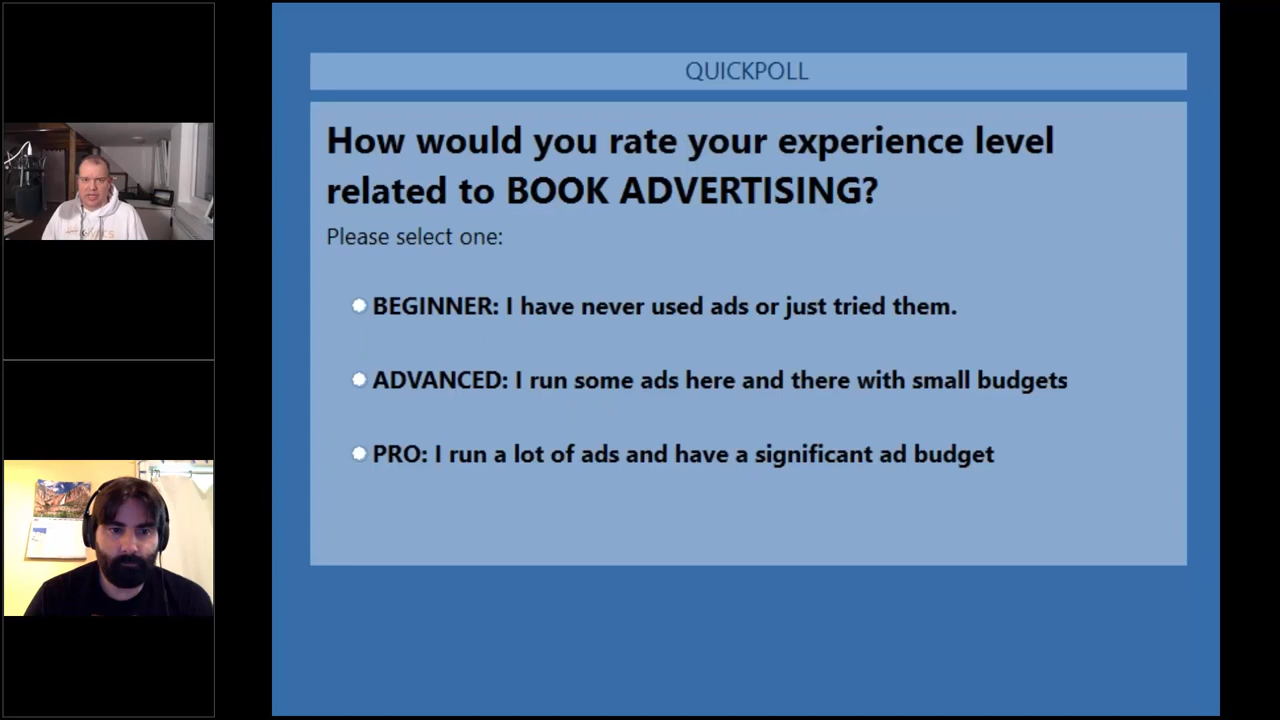 QUICKPOLL
How would you rate your experience level
related to BOOK ADVERTISING?
Please select one:
BEGINNER: I have never used ads or just tried them.
ADVANCED: I run some ads here and there with small budgets
PRO: I run a lot of ads and have a significant ad budget